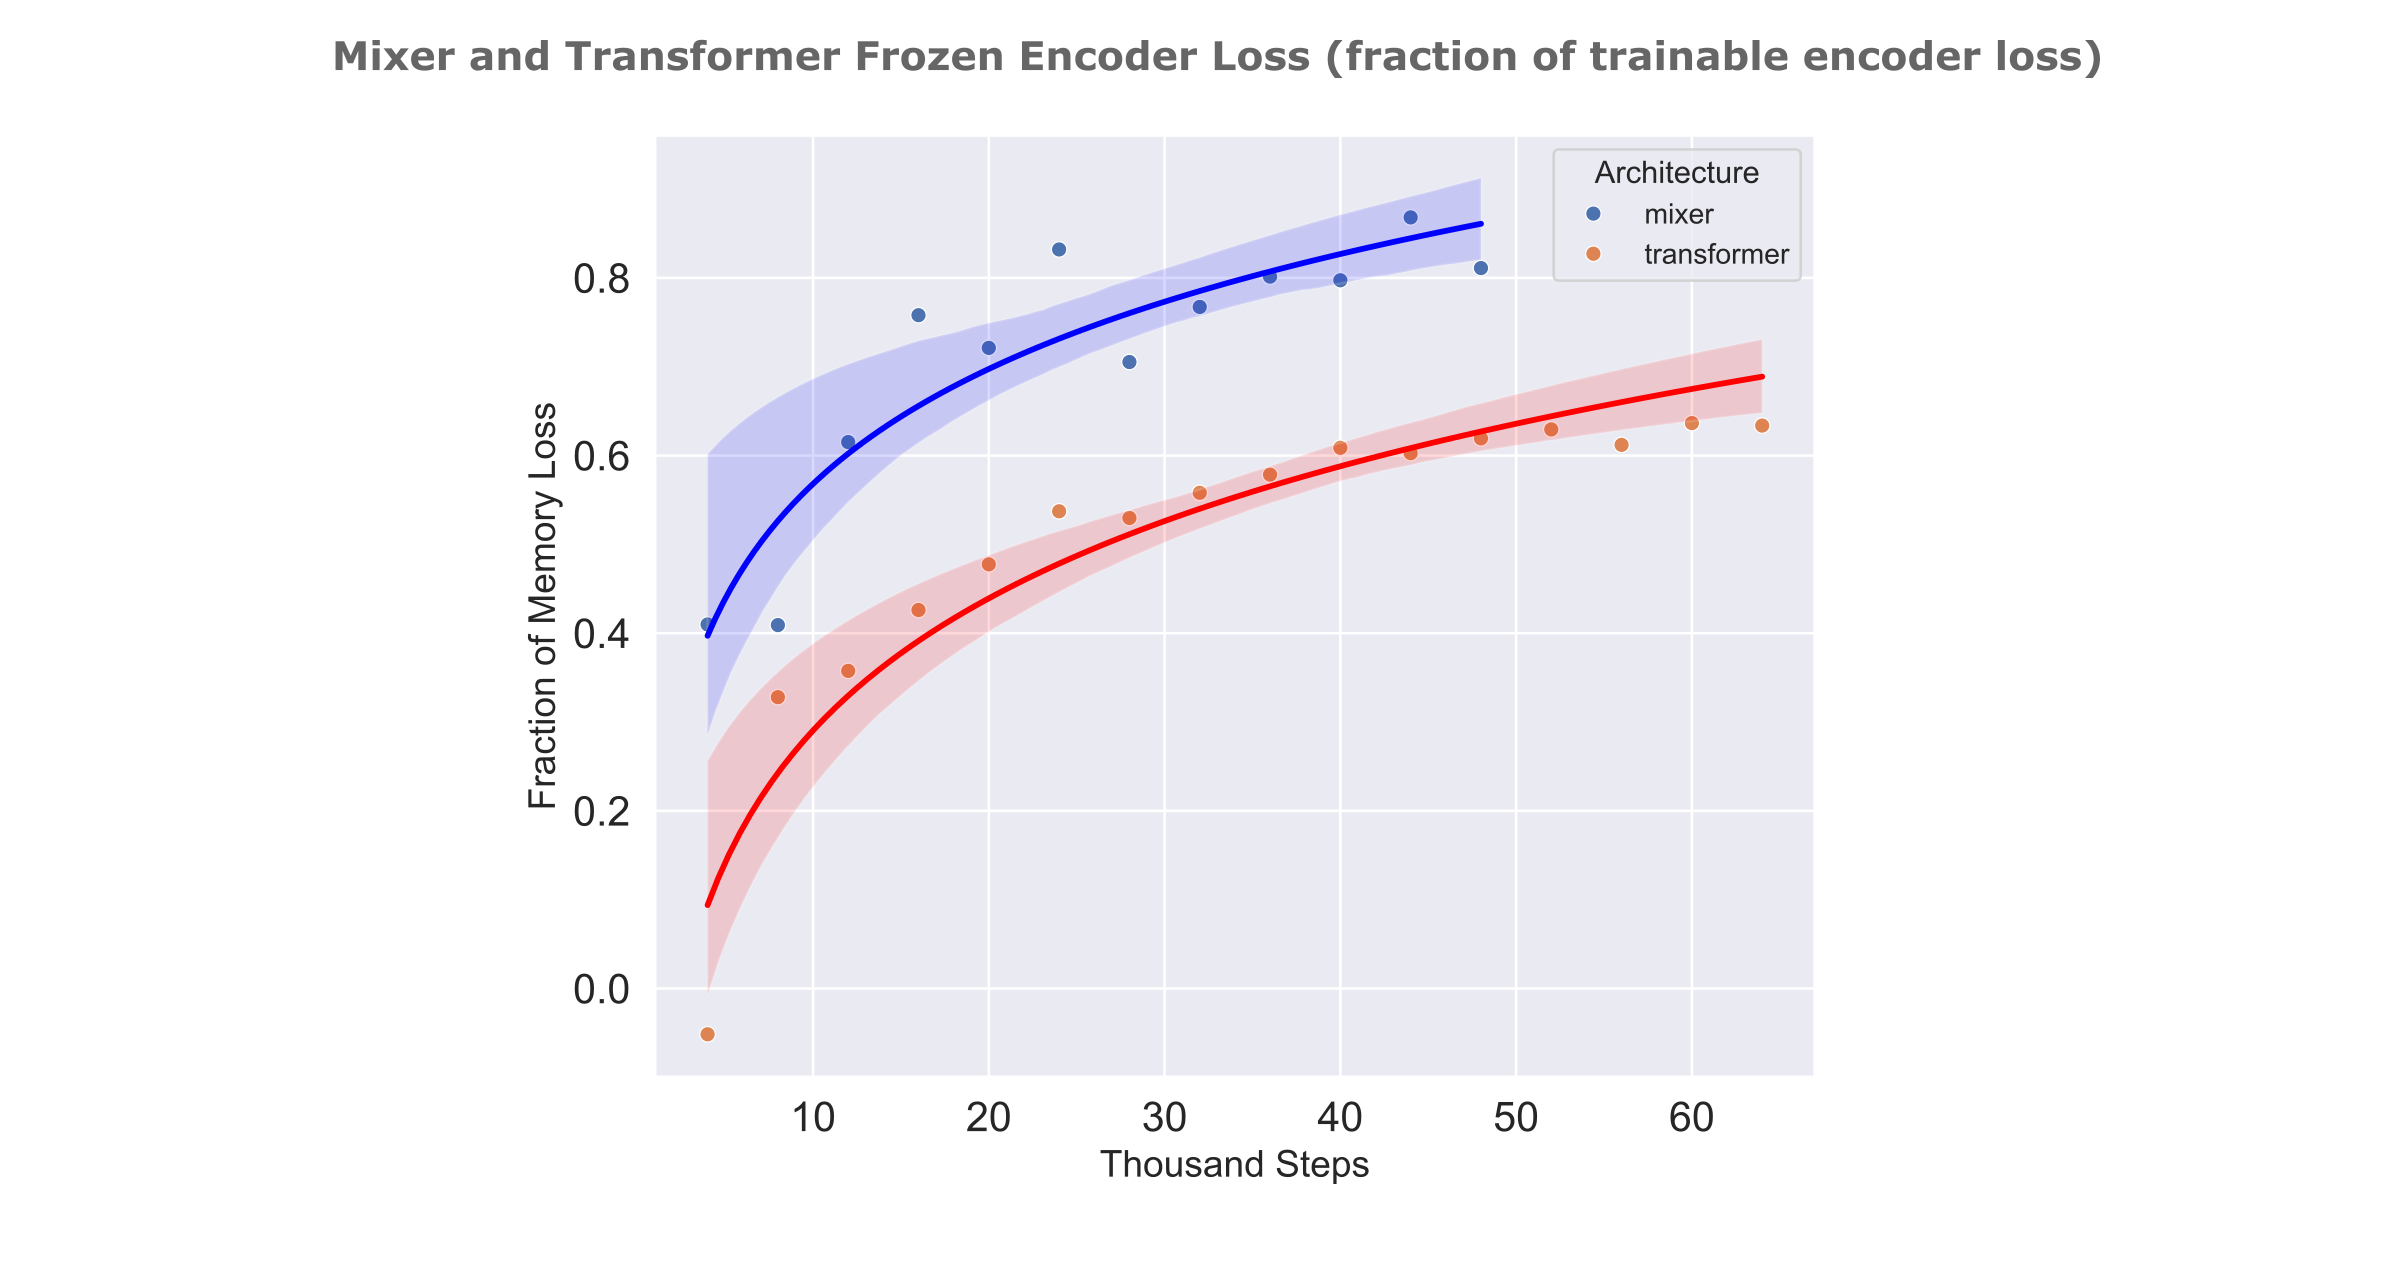 Mixer and Transformer Frozen Encoder Loss (fraction of trainable encoder loss)
Architecture
mixer
transformer
Fraction of Memory Loss
0.8
0.6
0.4
0.2
0.0
10 20 30 40 50 60
Thousand Steps